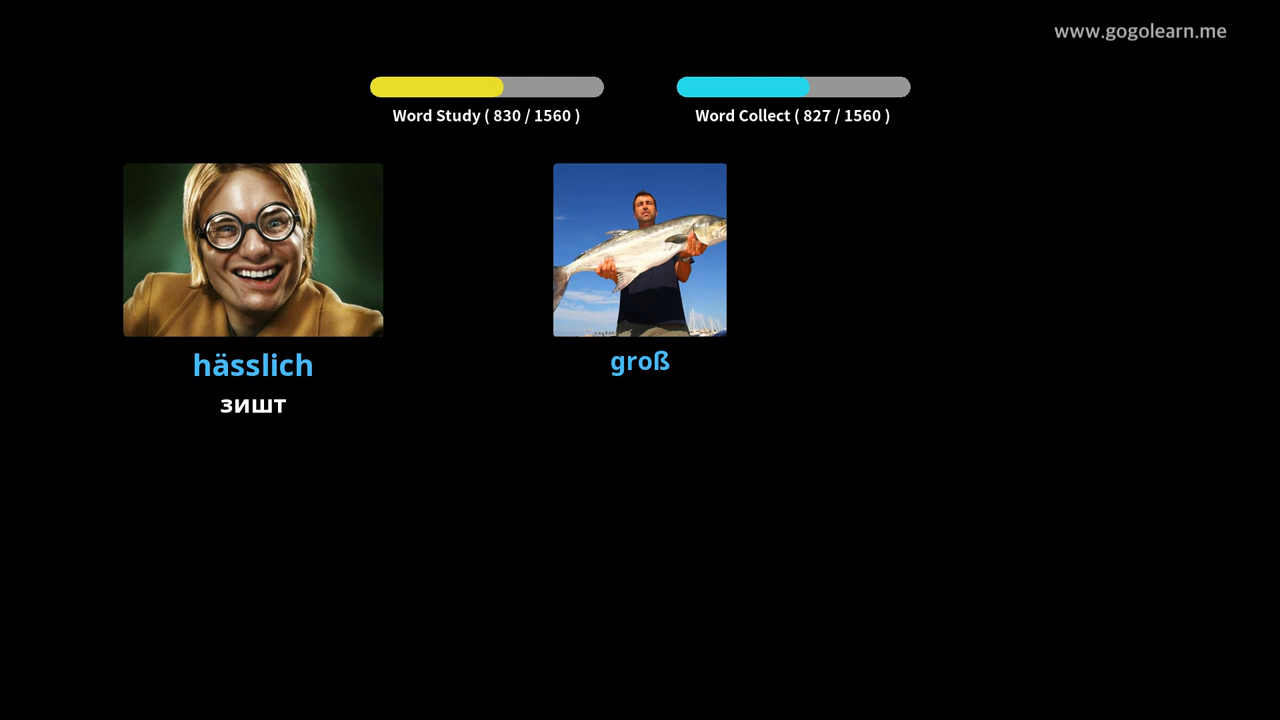 www.gogolearn.me
Word Study ( 830 / 1560 )
Word Collect ( 827 / 1560 )
hässlich
groß
зишт